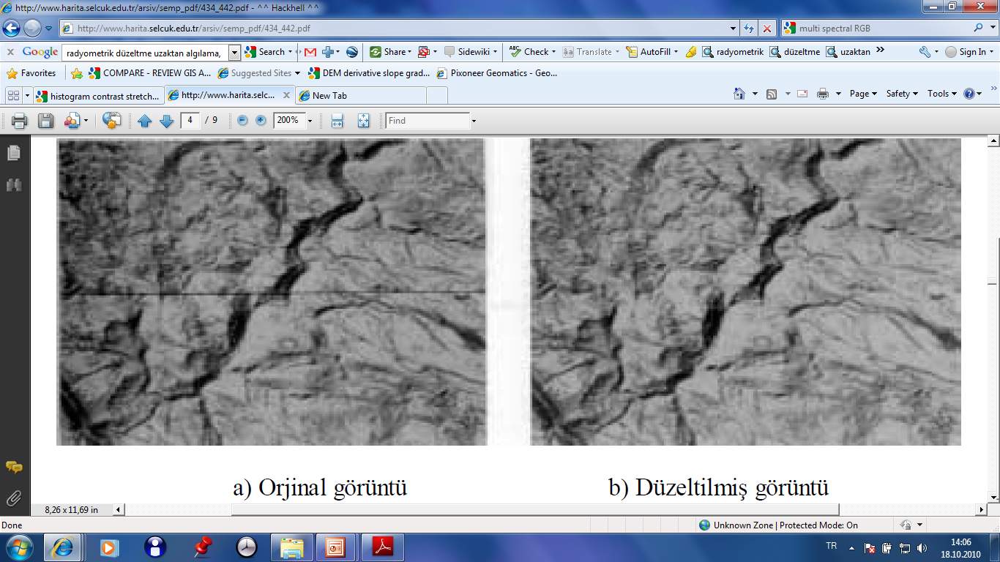 http://www.harita.selcuk.edu.tr/arsiv/semp_pdf/434_442.pdf - ^^ Hackhell ^^
http://www.harita.selcuk.edu.tr/arsiv/semp_pdf/434_442.pdf multi spectral RGB
x Google radyometrik düzeltme uzaktan algılama, Search Share Sidewiki ABC Check Translate AutoFill radyometrik düzeltme uzaktan Sign In
Favorites COMPARE - REVIEW GIS A... Suggested Sites DEM derivative slope grad... Pixoneer Geomatics - Geo...
histogram contrast stretch... http://www.harita.selc... New Tab Page Safety Tools
4 / 9 200% Find
a) Orjinal görüntü b) Düzeltilmiş görüntü
8,26 x 11,69 in
Done Unknown Zone | Protected Mode: On
TR 14:06
18.10.2010